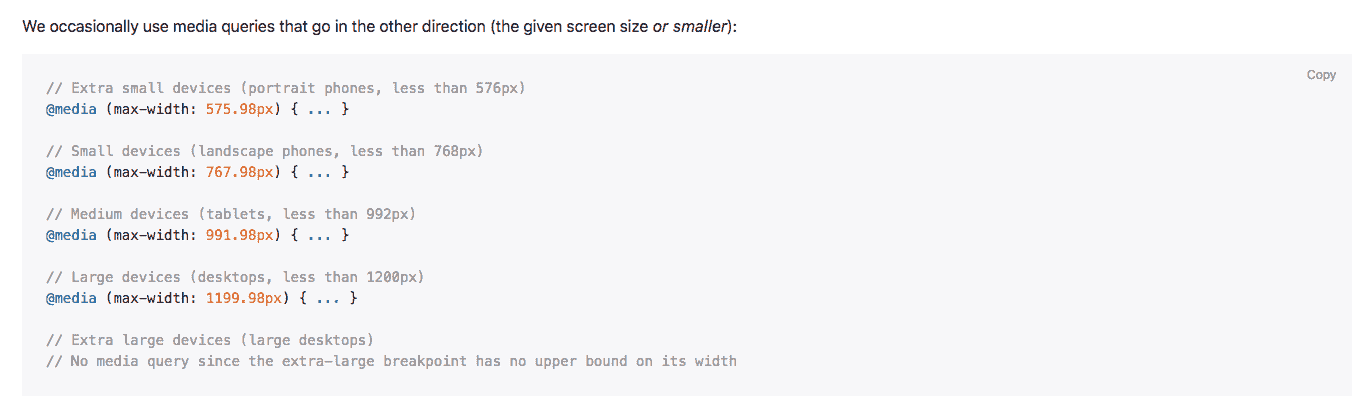 We occasionally use media queries that go in the other direction (the given screen size or smaller):
Copy
// Extra small devices (portrait phones, less than 576px)
@media (max-width: 575.98px) { ... }
// Small devices (landscape phones, less than 768px)
@media (max-width: 767.98px) { ... }
// Medium devices (tablets, less than 992px)
@media (max-width: 991.98px) { ... }
// Large devices (desktops, less than 1200px)
@media (max-width: 1199.98px) { ... }
// Extra large devices (large desktops)
// No media query since the extra-large breakpoint has no upper bound on its width